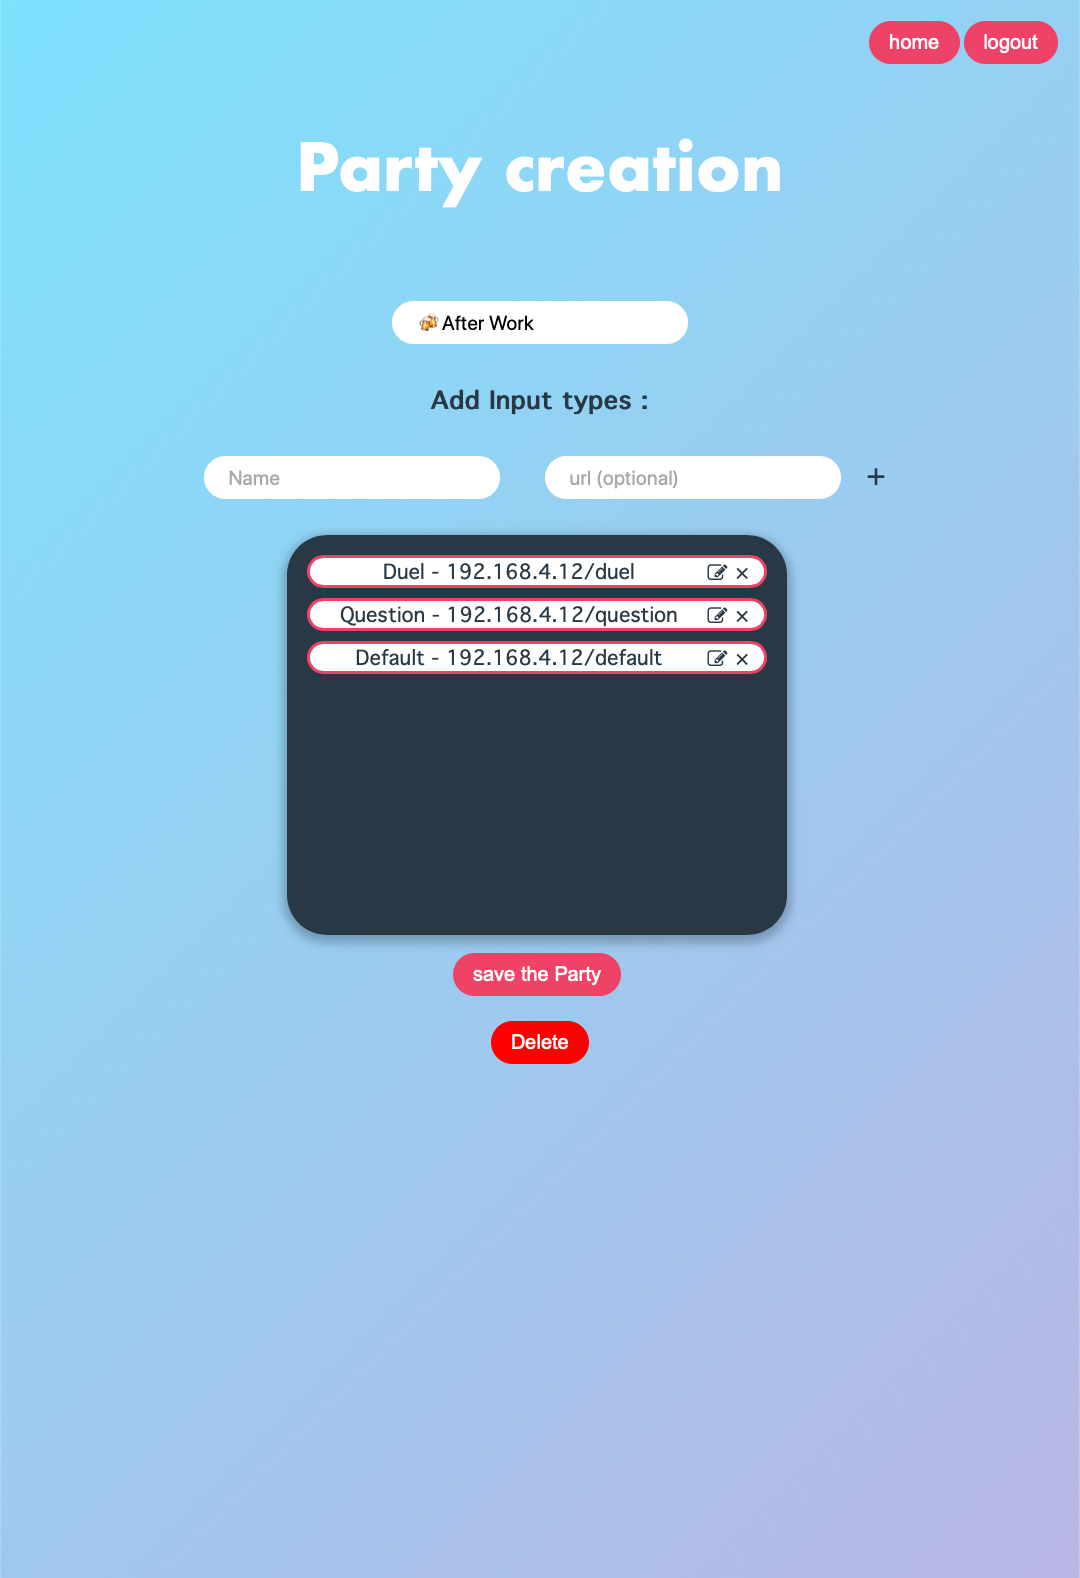 home logout
Party creation
🍻After Work
Add Input types :
Name url (optional) +
Duel - 192.168.4.12/duel
Question - 192.168.4.12/question
Default - 192.168.4.12/default
save the Party
Delete